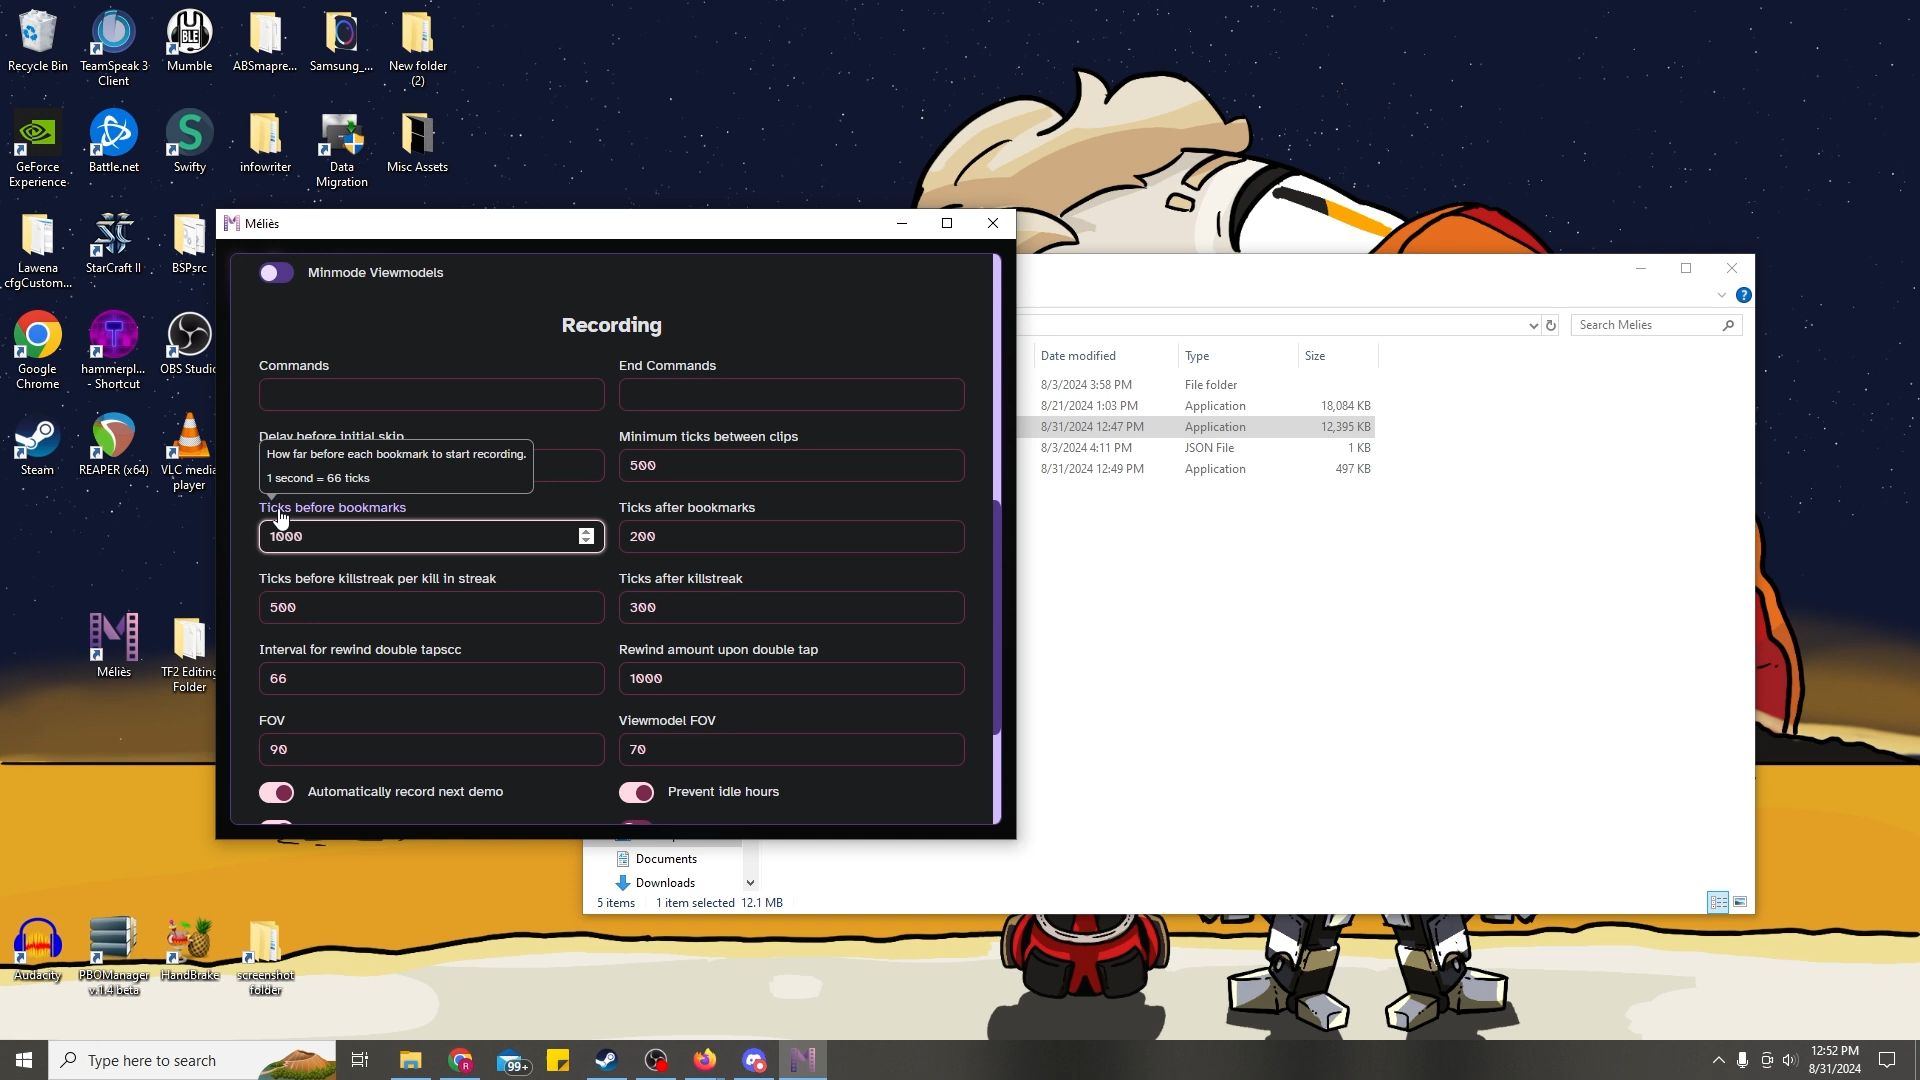 Recycle Bin
TeamSpeak 3
Client
Mumble
ABSmapre...
Samsung_...
New folder
(2)
GeForce
Experience
Battle.net
Swifty
infowriter
Data
Migration
Misc Assets
Lawena
cfgCustom...
StarCraft II
BSPsrc
Google
Chrome
hammerpl...
- Shortcut
OBS Studio
Steam
REAPER (x64)
VLC media
player
Méliès
TF2 Editing
Folder
Audacity
PBOManager
v.1.4 beta
HandBrake
screenshot
folder
Méliès
Minmode Viewmodels
Recording
Commands
End Commands
Delay before initial skip
Minimum ticks between clips
500
How far before each bookmark to start recording.
1 second = 66 ticks
Ticks before bookmarks
1000
Ticks after bookmarks
200
Ticks before killstreak per kill in streak
500
Ticks after killstreak
300
Interval for rewind double tapscc
66
Rewind amount upon double tap
1000
FOV
90
Viewmodel FOV
70
Automatically record next demo
Prevent idle hours
Search Melies
Date modified
Type
Size
8/3/2024 3:58 PM
File folder
8/21/2024 1:03 PM
Application
18,084 KB
8/31/2024 12:47 PM
Application
12,395 KB
8/3/2024 4:11 PM
JSON File
1 KB
8/31/2024 12:49 PM
Application
497 KB
Documents
Downloads
5 items
1 item selected 12.1 MB
Type here to search
99+
12:52 PM
8/31/2024